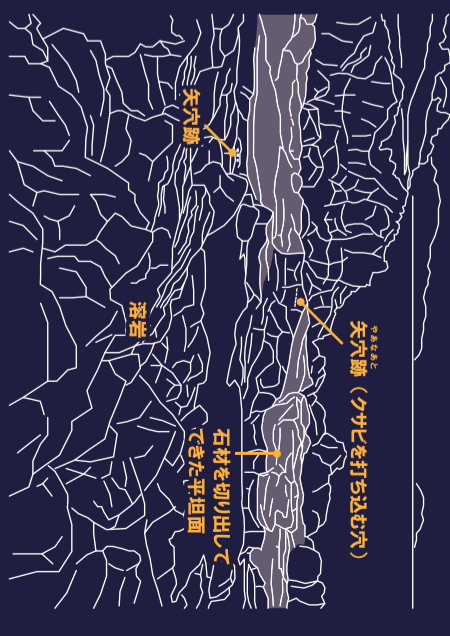 やあなあと
矢穴跡（クサビを打ち込む穴）
石材を切り出して
できた平坦面
矢穴跡
落岩